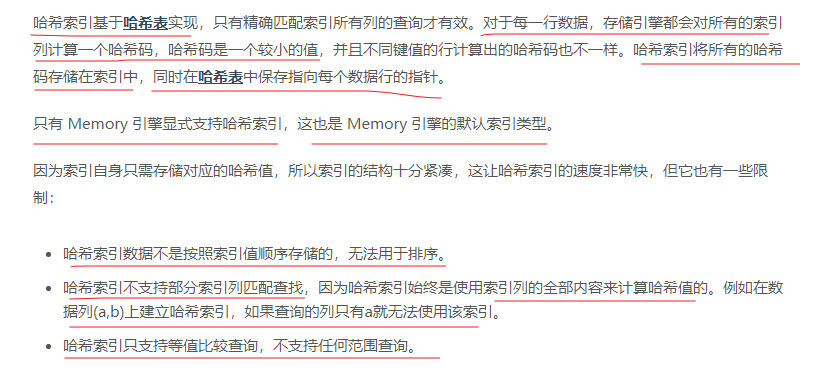 哈希索引基于哈希表实现，只有精确匹配索引所有列的查询才有效。对于每一行数据，存储引擎都会对所有的索引
列计算一个哈希码，哈希码是一个较小的值，并且不同键值的行计算出的哈希码也不一样。哈希索引将所有的哈希
码存储在索引中，同时在哈希表中保存指向每个数据行的指针。
只有 Memory 引擎显式支持哈希索引，这也是 Memory 引擎的默认索引类型。
因为索引自身只需存储对应的哈希值，所以索引的结构十分紧凑，这让哈希索引的速度非常快，但它也有一些限
制：
• 哈希索引数据不是按照索引值顺序存储的，无法用于排序。
• 哈希索引不支持部分索引列匹配查找，因为哈希索引始终是使用索引列的全部内容来计算哈希值的。例如在数
据列(a,b)上建立哈希索引，如果查询的列只有a就无法使用该索引。
• 哈希索引只支持等值比较查询，不支持任何范围查询。